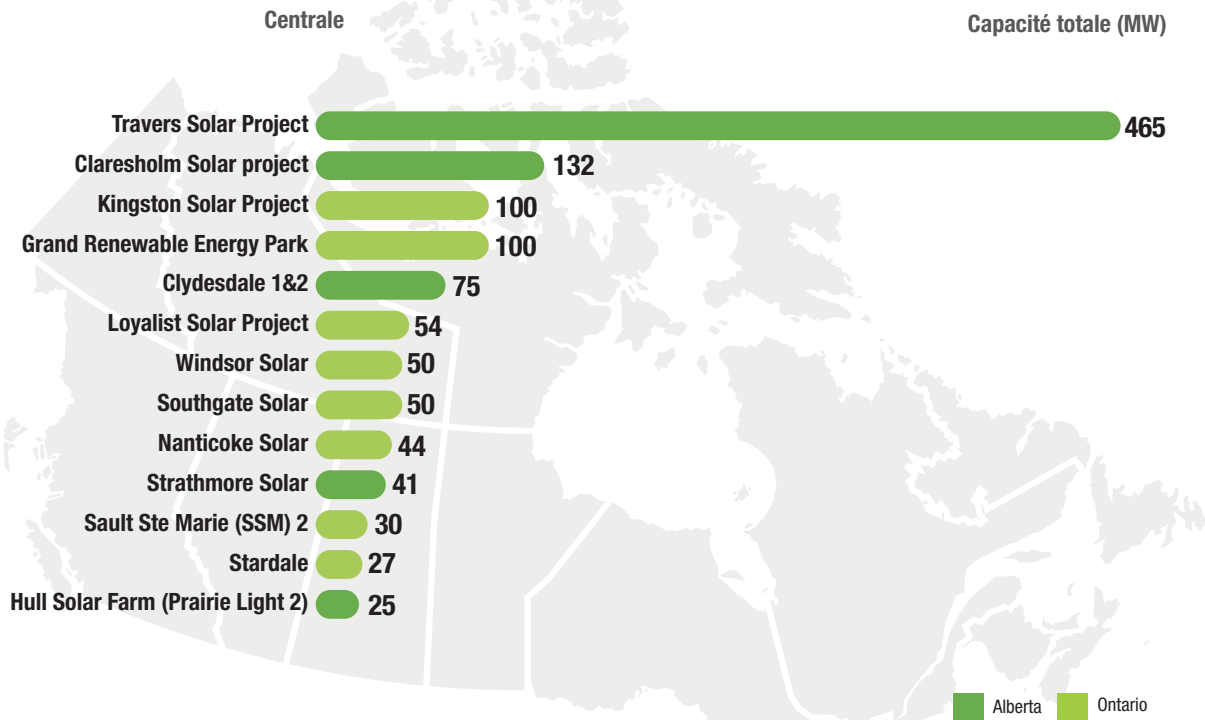 Centrale
Capacité totale (MW)
Travers Solar Project 465
Claresholm Solar project 132
Kingston Solar Project 100
Grand Renewable Energy Park 100
Clydesdale 1&2 75
Loyalist Solar Project 54
Windsor Solar 50
Southgate Solar 50
Nanticoke Solar 44
Strathmore Solar 41
Sault Ste Marie (SSM) 2 30
Stardale 27
Hull Solar Farm (Prairie Light 2) 25
Alberta Ontario